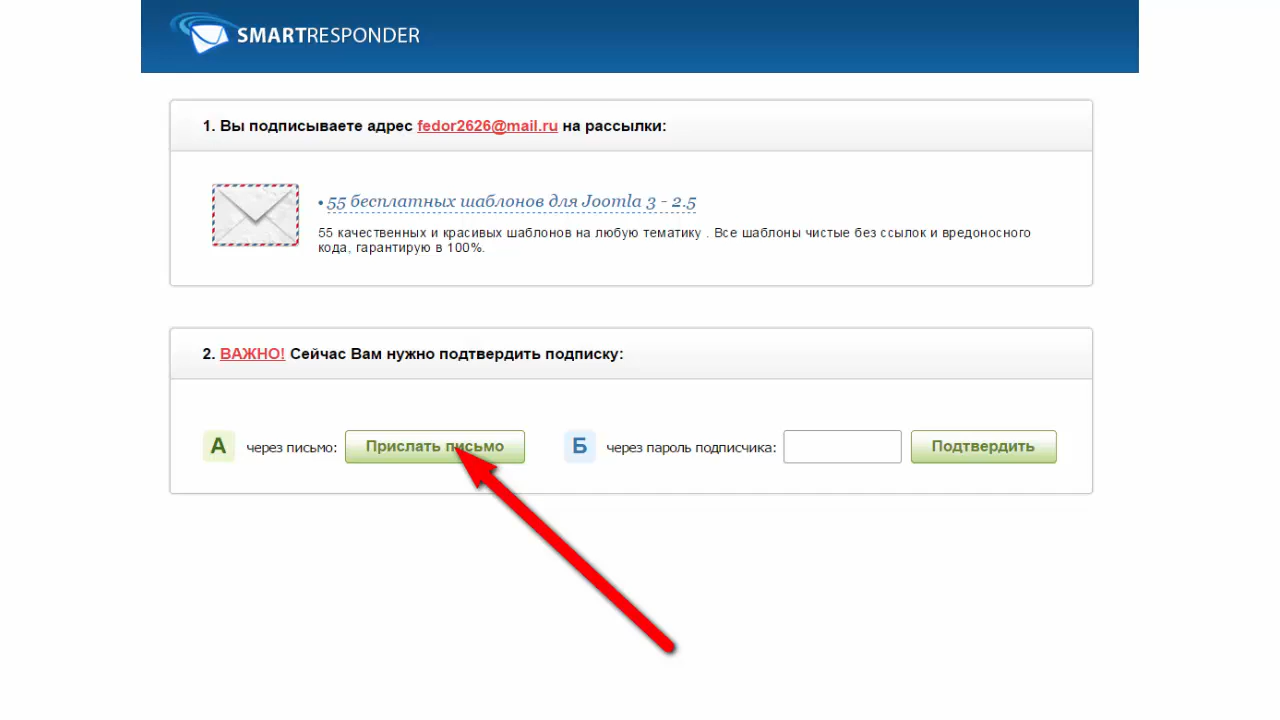 SMARTRESPONDER
1. Вы подписываете адрес fedor2626@mail.ru на рассылки:
• 55 бесплатных шаблонов для Joomla 3 - 2.5
55 качественных и красивых шаблонов на любую тематику . Все шаблоны чистые без ссылок и вредоносного
кода, гарантирую в 100%.
2. ВАЖНО! Сейчас Вам нужно подтвердить подписку:
А через письмо: Прислать письмо Б через пароль подписчика: Подтвердить